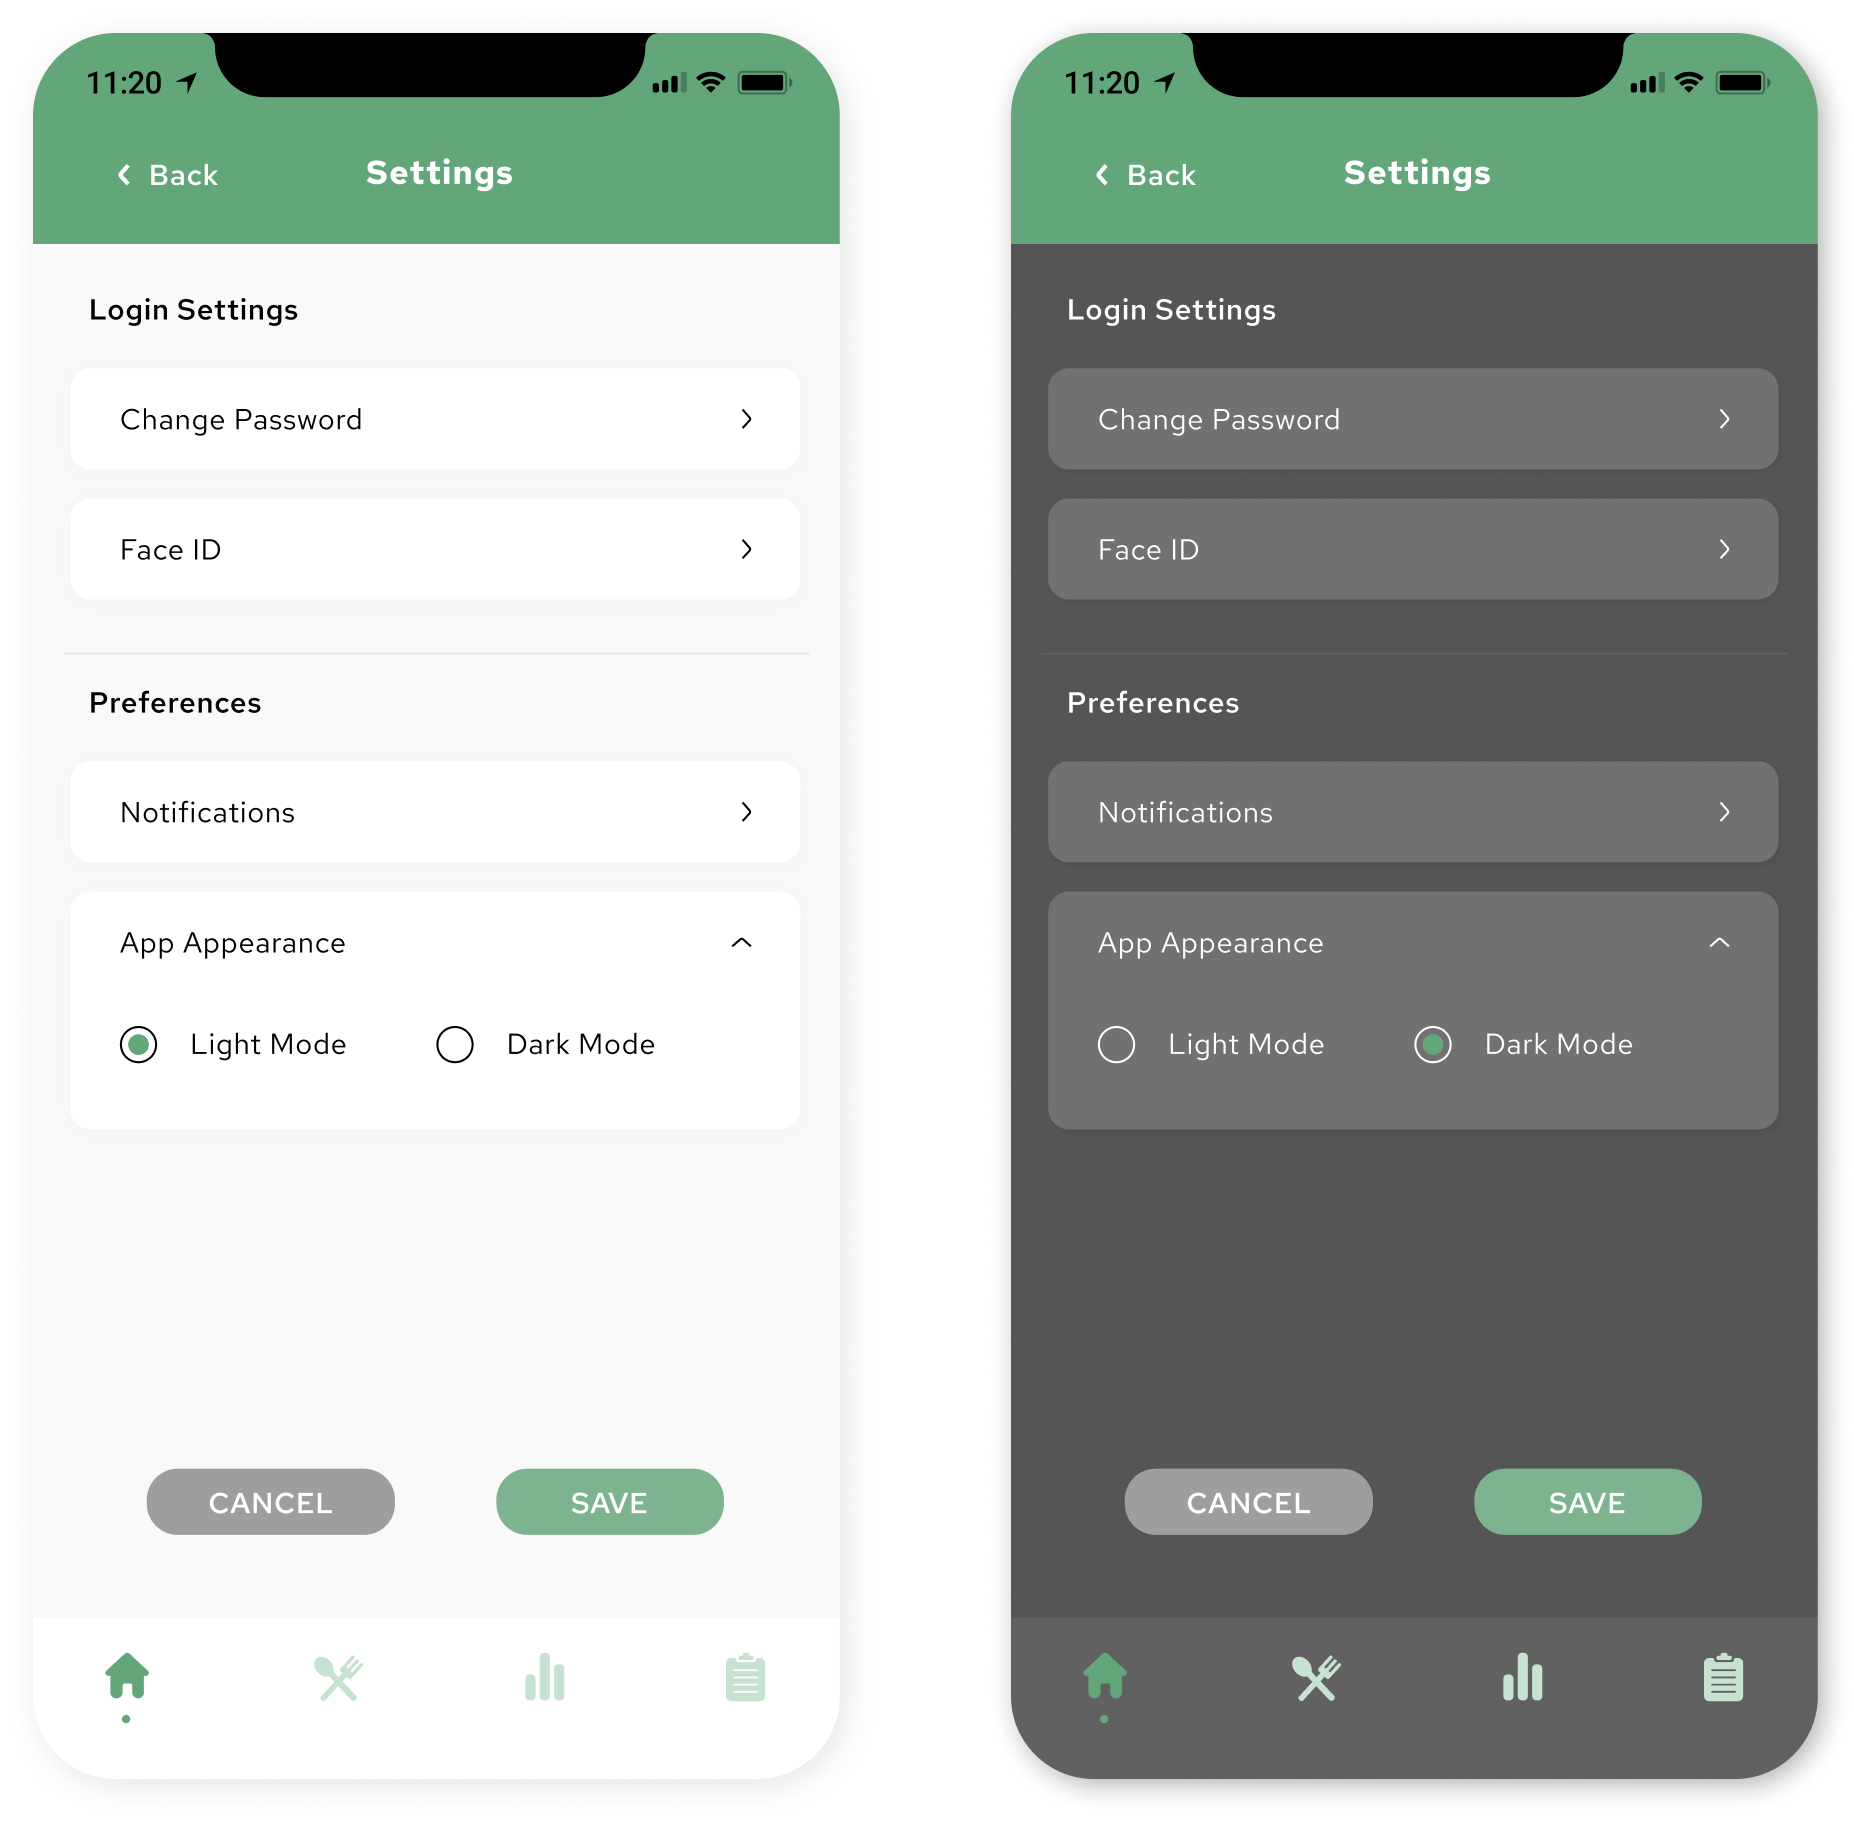 11:20
Back
Settings
Login Settings
Change Password
Face ID
Preferences
Notifications
App Appearance
Light Mode
Dark Mode
CANCEL
SAVE
11:20
Back
Settings
Login Settings
Change Password
Face ID
Preferences
Notifications
App Appearance
Light Mode
Dark Mode
CANCEL
SAVE